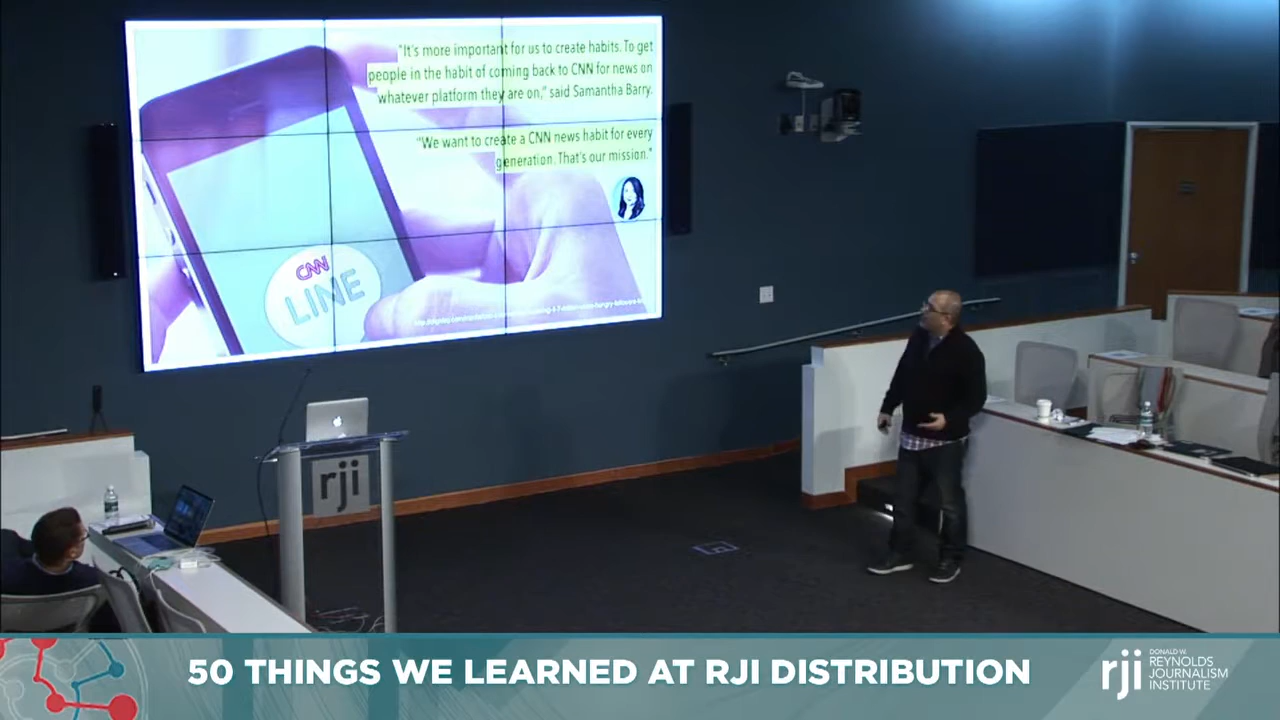 "It's more important for us to create habits. To get
people in the habit of coming back to CNN for news on
whatever platform they are on," said Samantha Barry.
"We want to create a CNN news habit for every
generation. That's our mission."
CNN
LINE
rji
50 THINGS WE LEARNED AT RJI DISTRIBUTION
rji
DONALD W.
REYNOLDS
JOURNALISM
INSTITUTE